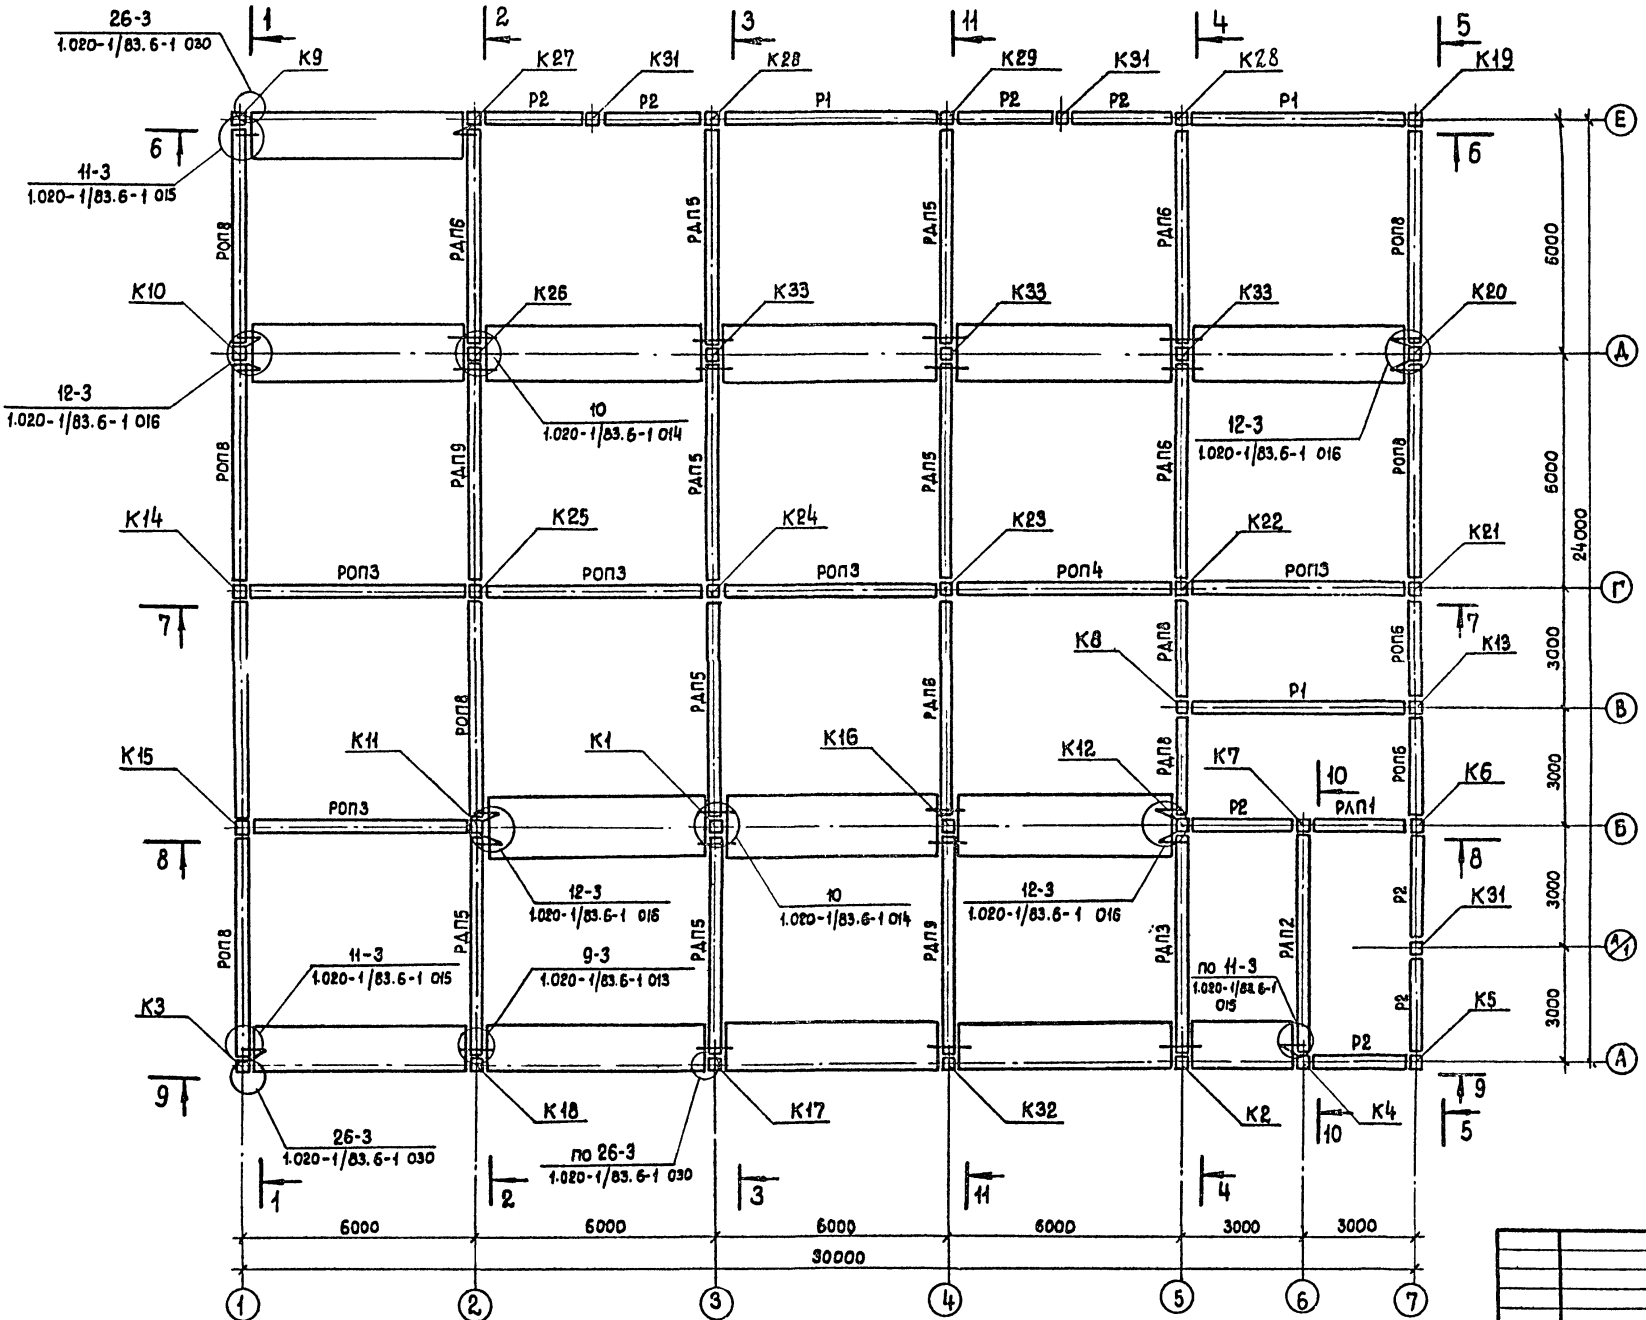 26-3
1.020-1/83.6-1 030
1
2
3
11
4
5
К9
К27
К31
К28
К29
К31
К28
К19
Р2
Р2
Р1
Р2
Р2
Р1
Е
6
6
11-3
1.020-1/83.6-1 015
РОП8
РДП6
РДП5
РДП5
РДП6
РОП8
6000
К10
К26
К33
К33
К33
К20
Д
12-3
1.020-1/83.6-1 016
10
1.020-1/83.6-1 014
12-3
1.020-1/83.6-1 016
РОП8
РДП9
РДП5
РДП5
РДП6
РОП8
6000
24000
К14
К25
К24
К23
К22
К21
РОП3
РОП3
РОП3
РОП4
РОП3
Г
7
7
К8
К13
РДП8
РОП6
3000
РОП8
РДП5
РДП6
Р1
В
К15
К11
К1
К16
К12
К7
10
К6
РДП8
РОП6
3000
РОП3
Р2
РЛП1
Б
8
8
12-3
1.020-1/83.6-1 016
10
1.020-1/83.6-1 014
12-3
1.020-1/83.6-1 016
К31
Р2
3000
РОП8
РДП5
РДП5
РДП9
РДП3
РЛП2
А/1
11-3
1.020-1/83.6-1 015
9-3
1.020-1/83.6-1 013
по 11-3
1.020-1/83.6-1
015
К3
К5
Р2
3000
Р2
А
9
9
К18
К17
К32
К2
К4
10
5
26-3
1.020-1/83.6-1 030
по 26-3
1.020-1/83.6-1 030
1
2
3
11
4
6000
6000
6000
6000
3000
3000
30000
1
2
3
4
5
6
7